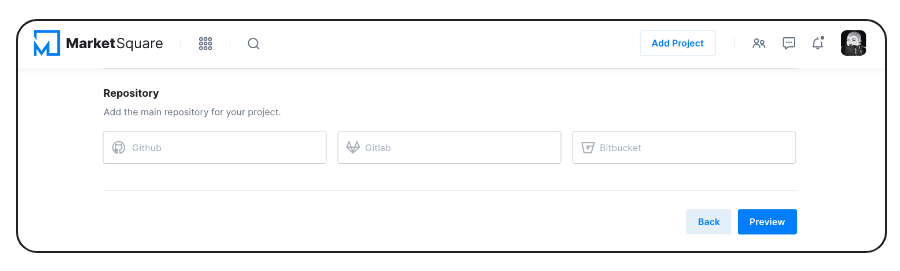 MarketSquare
Add Project
Repository
Add the main repository for your project.
Github
Gitlab
Bitbucket
Back
Preview